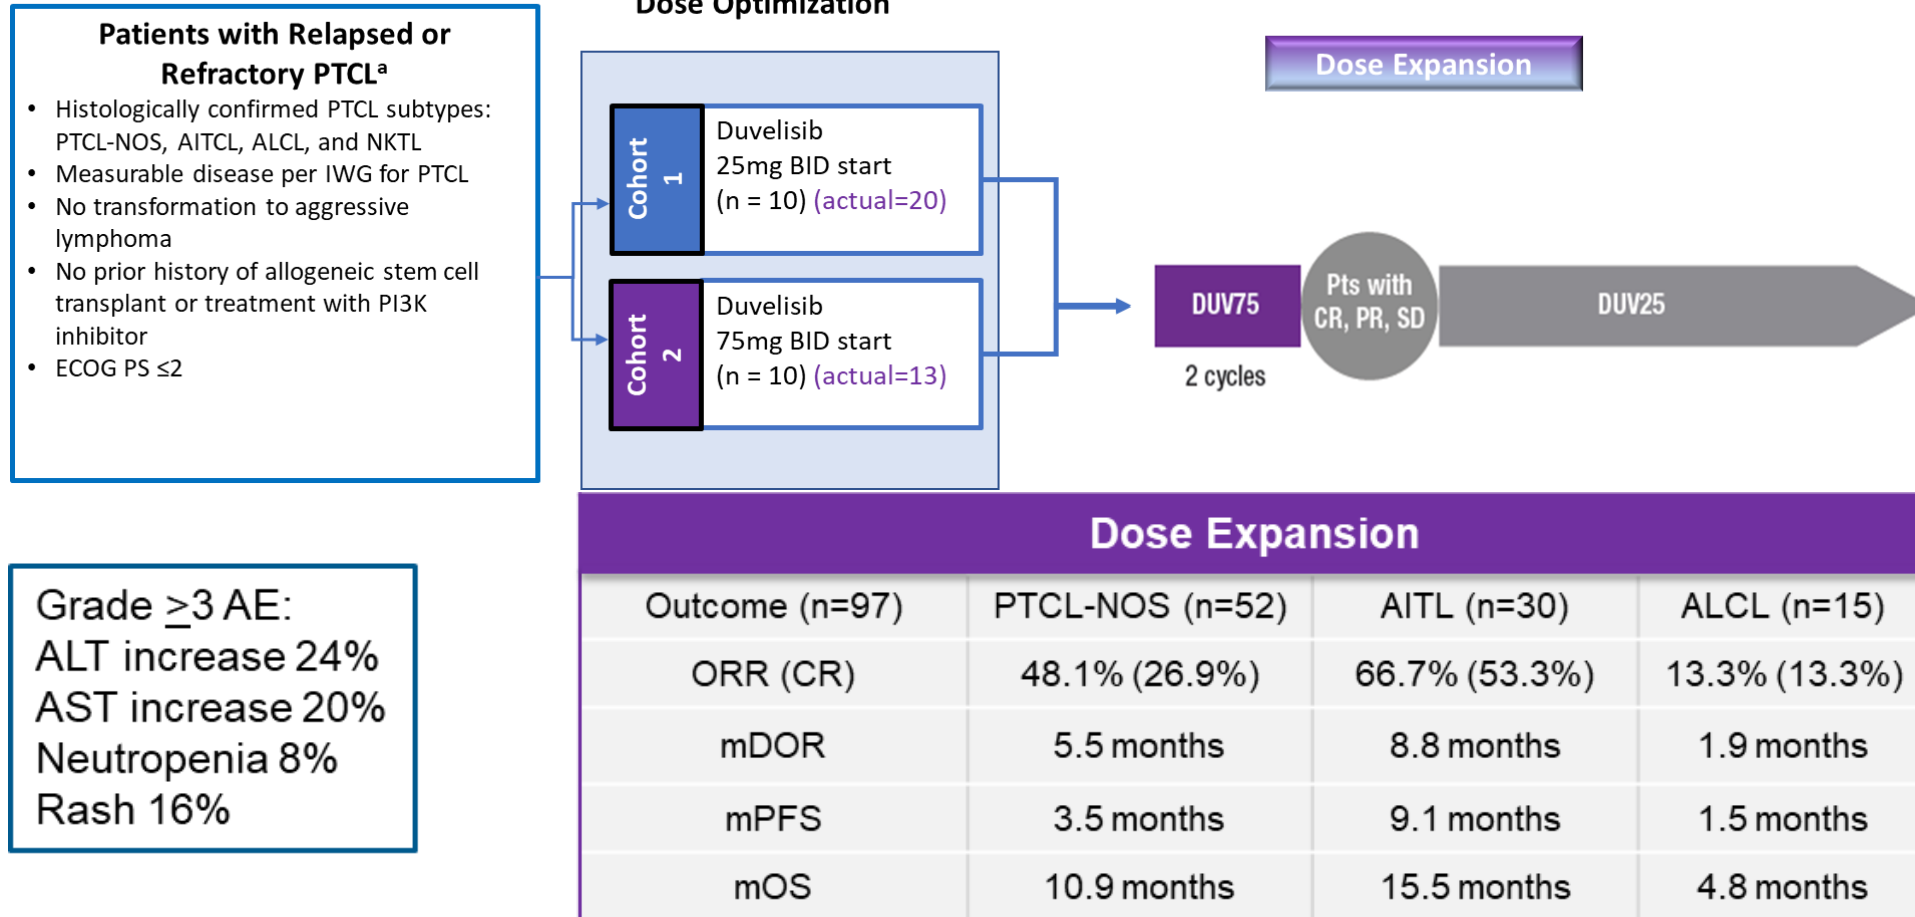 Dose Optimization
Patients with Relapsed or
Refractory PTCLª
• Histologically confirmed PTCL subtypes:
PTCL-NOS, AITCL, ALCL, and NKTL
• Measurable disease per IWG for PTCL
• No transformation to aggressive
lymphoma
• No prior history of allogeneic stem cell
transplant or treatment with PI3K
inhibitor
• ECOG PS ≤2
Cohort
1
Duvelisib
25mg BID start
(n = 10) (actual=20)
Cohort
2
Duvelisib
75mg BID start
(n = 10) (actual=13)
Dose Expansion
DUV75
2 cycles
Pts with
CR, PR, SD
DUV25
Grade >3 AE:
ALT increase 24%
AST increase 20%
Neutropenia 8%
Rash 16%
Dose Expansion
Outcome (n=97) PTCL-NOS (n=52) AITL (n=30) ALCL (n=15)
ORR (CR) 48.1% (26.9%) 66.7% (53.3%) 13.3% (13.3%)
mDOR 5.5 months 8.8 months 1.9 months
mPFS 3.5 months 9.1 months 1.5 months
mOS 10.9 months 15.5 months 4.8 months